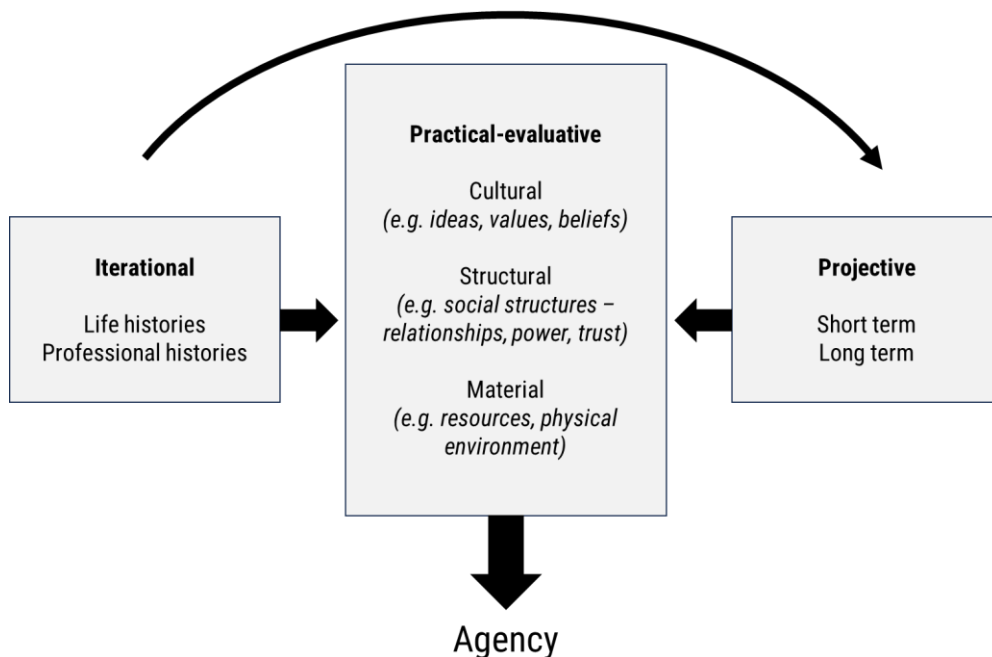 Iterational
Life histories
Professional histories
Practical-evaluative
Cultural
(e.g. ideas, values, beliefs)
Structural
(e.g. social structures –
relationships, power, trust)
Material
(e.g. resources, physical
environment)
Projective
Short term
Long term
Agency